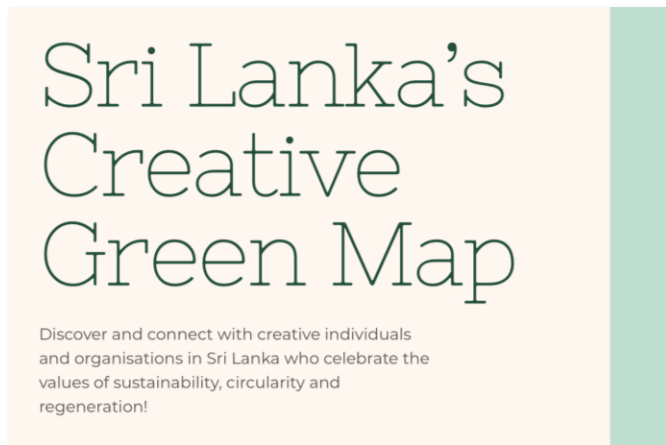 Sri Lanka’s
Creative
Green Map
Discover and connect with creative individuals
and organisations in Sri Lanka who celebrate the
values of sustainability, circularity and
regeneration!